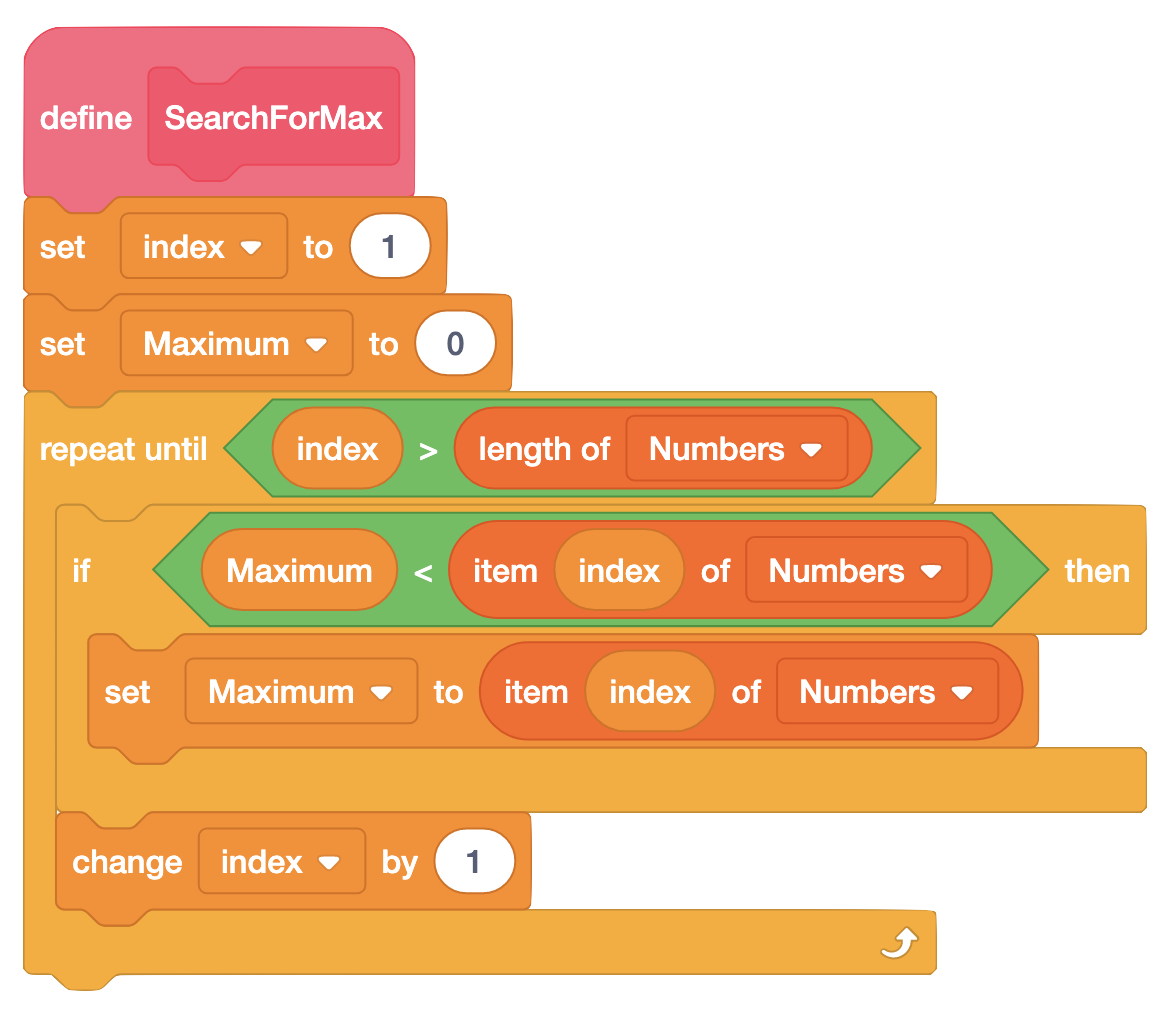 define SearchForMax
set index to 1
set Maximum to 0
repeat until index > length of Numbers
if Maximum < item index of Numbers then
set Maximum to item index of Numbers
change index by 1